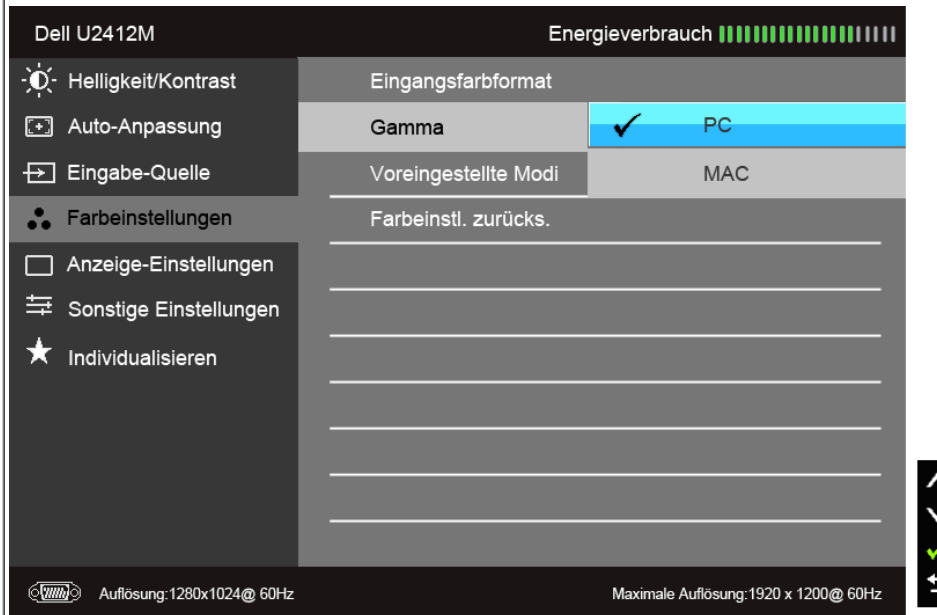 Dell U2412M
Energieverbrauch
Helligkeit/Kontrast
Auto-Anpassung
Eingabe-Quelle
Farbeinstellungen
Anzeige-Einstellungen
Sonstige Einstellungen
Individualisieren
Eingangsfarbformat
Gamma
Voreingestellte Modi
Farbeinstl. zurücks.
PC
MAC
Auflösung:1280x1024@ 60Hz
Maximale Auflösung:1920 x 1200@ 60Hz